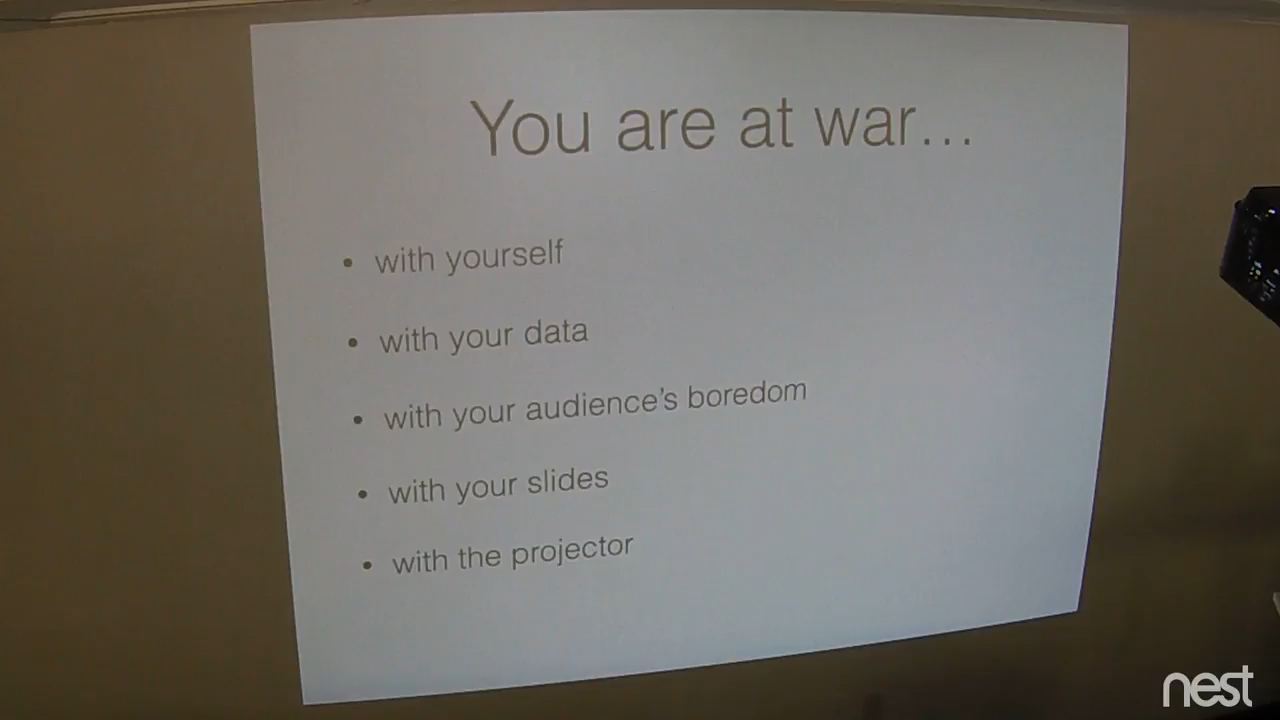 You are at war...
• with yourself
• with your data
• with your audience's boredom
• with your slides
• with the projector
nest